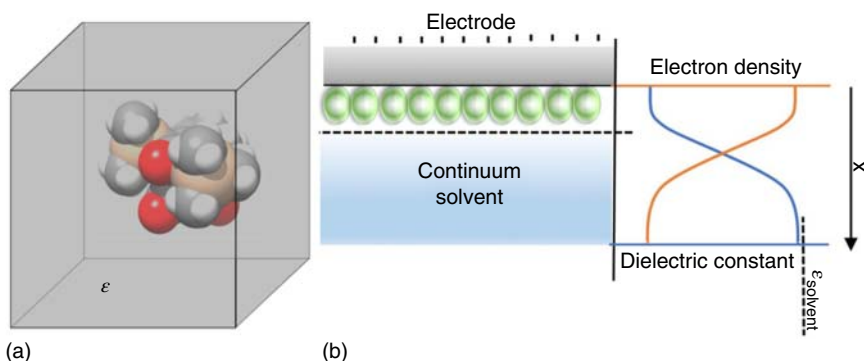 ε
(a)
Electrode
Continuum
solvent
(b)
Electron density
x
Dielectric constant
εsolvent